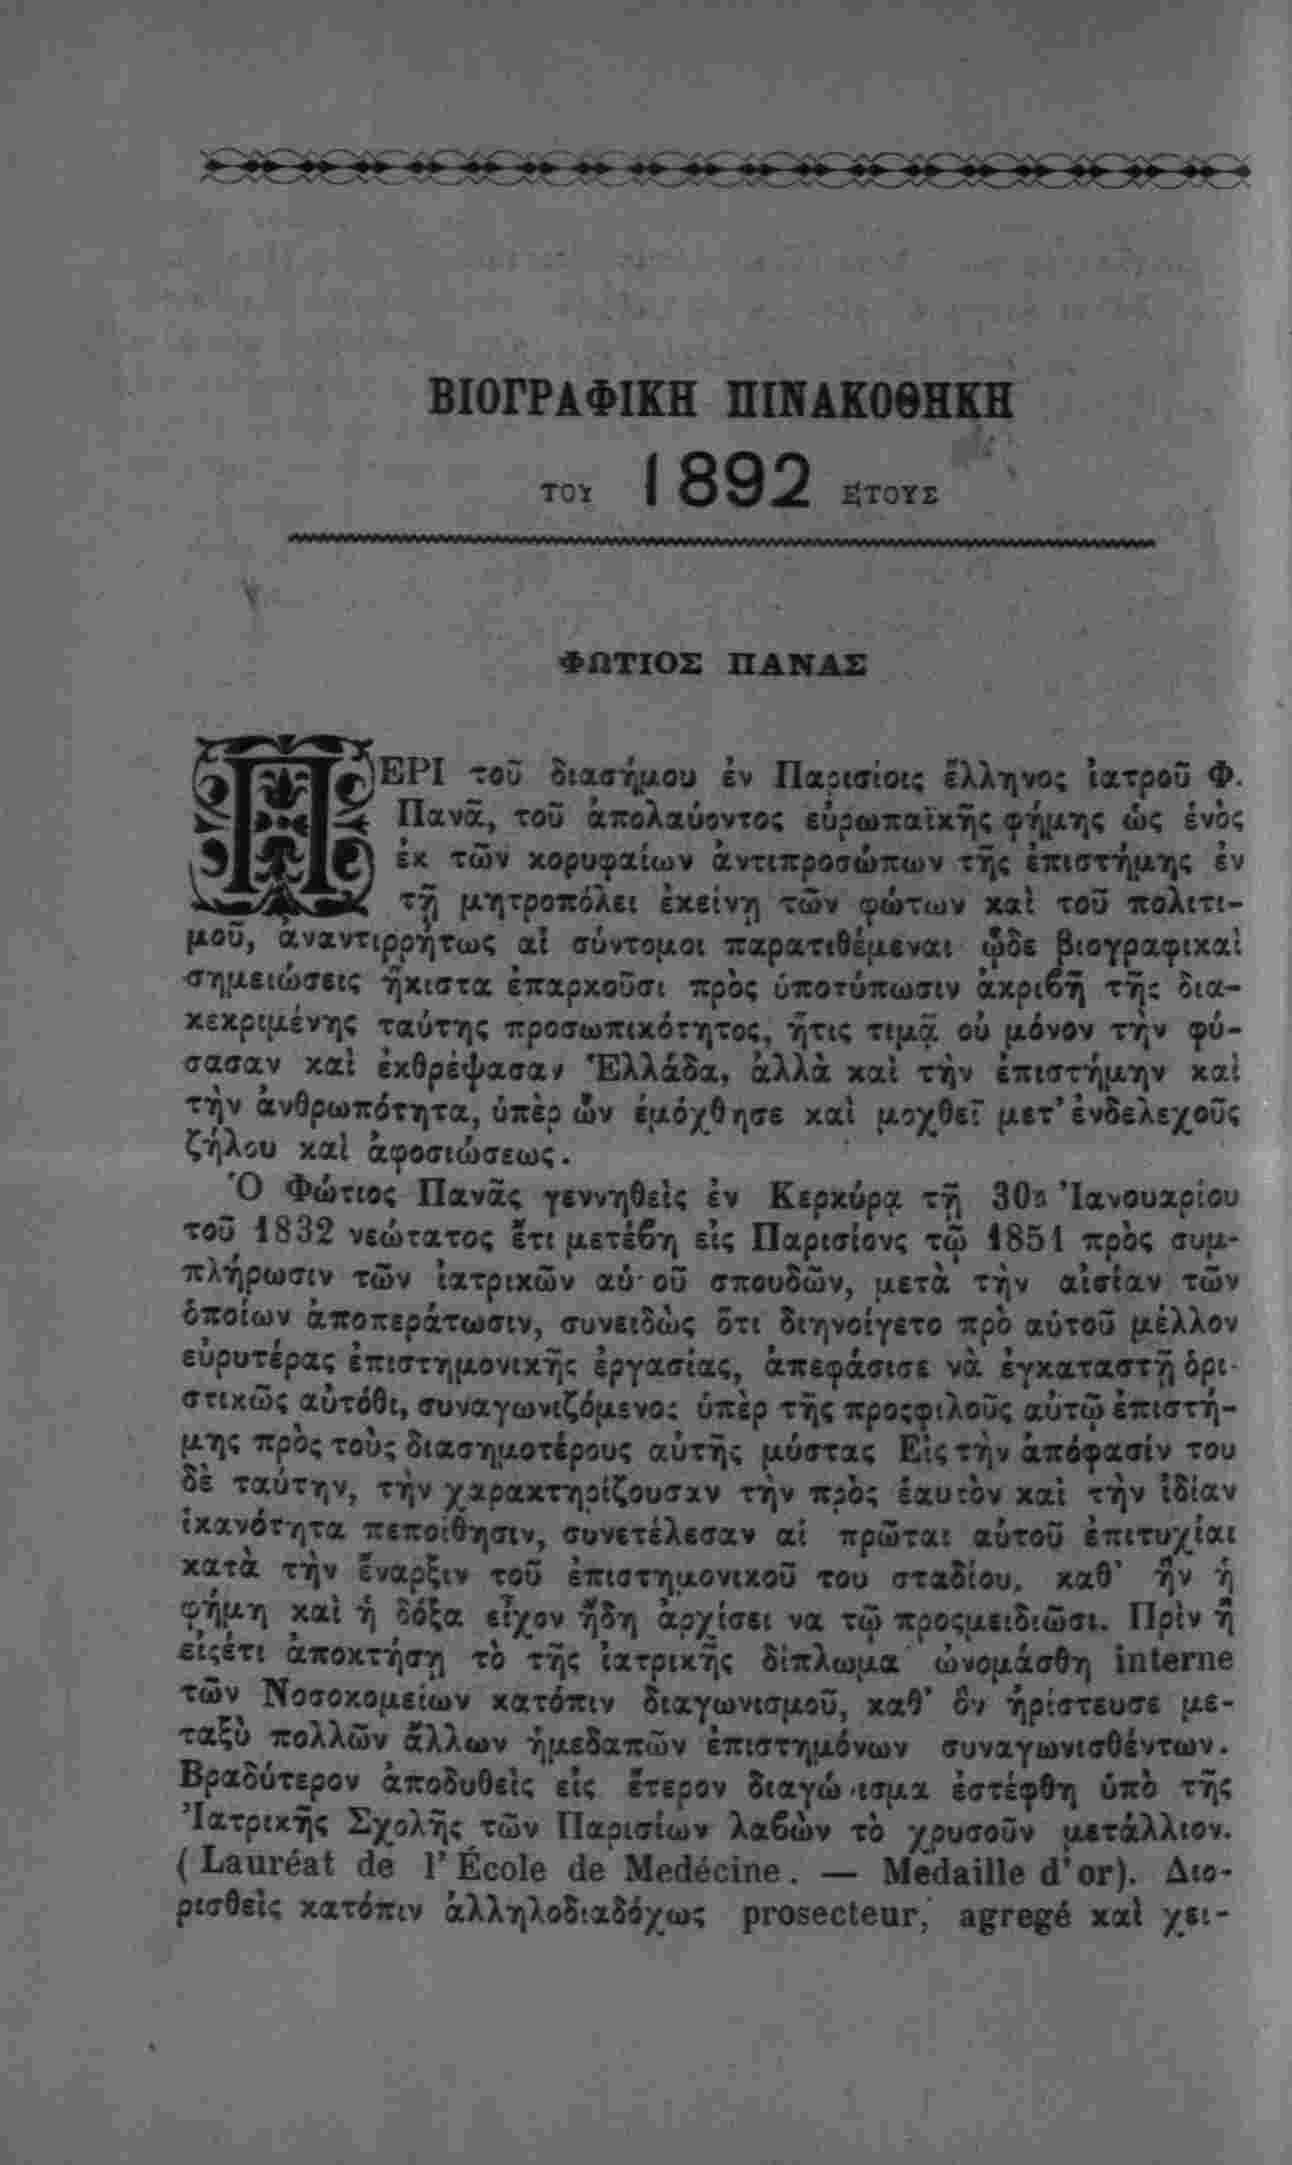 ΒΙΟΓΡΑΦΙΚΗ ΠΙΝΑΚΟΘΗΚΗ
ΤΟΥ 1892 ΕΤΟΥΣ
ΦΩΤΙΟΣ ΠΑΝΑΣ
ΠΕΡΙ τοῦ διασήμου ἐν Παρισίοις ἕλληνος ἰατροῦ Φ.
Πανᾶ, τοῦ ἀπολαύοντος εὐρωπαϊκῆς φήμης ὡς ἑνὸς
ἐκ τῶν κορυφαίων ἀντιπροσώπων τῆς ἐπιστήμης ἐν
τῇ μητροπόλει ἐκείνῃ τῶν φώτων καὶ τοῦ πολιτι-
μοῦ, ἀναντιρρήτως αἱ σύντομοι παρατιθέμεναι ᾧδε βιογραφικαὶ
σημειώσεις ἥκιστα ἐπαρκοῦσι πρὸς ὑποτύπωσιν ἀκριβῆ τῆς δια-
κεκριμένης ταύτης προσωπικότητος, ἥτις τιμᾷ οὐ μόνον τὴν φύ-
σασαν καὶ ἐκθρέψασαν Ἑλλάδα, ἀλλὰ καὶ τὴν ἐπιστήμην καὶ
τὴν ἀνθρωπότητα, ὑπὲρ ὧν ἐμόχθησε καὶ μοχθεῖ μετ' ἐνδελεχοῦς
ζήλου καὶ ἀφοσιώσεως.
Ὁ Φώτιος Πανᾶς γεννηθεὶς ἐν Κερκύρᾳ τῇ 30ῃ Ἰανουαρίου
τοῦ 1832 νεώτατος ἔτι μετέβη εἰς Παρισίονς τῷ 1851 πρὸς συμ-
πλήρωσιν τῶν ἰατρικῶν αὑ οῦ σπουδῶν, μετὰ τὴν αἰσίαν τῶν
ὁποίων ἀποπεράτωσιν, συνειδὼς ὅτι διηνοίγετο πρὸ αὐτοῦ μέλλον
εὐρυτέρας ἐπιστημονικῆς ἐργασίας, ἀπεφάσισε νὰ ἐγκαταστῇ ὁρι-
στικῶς αὐτόθι, συναγωνιζόμενος ὑπὲρ τῆς προςφιλοῦς αὐτῷ ἐπιστή-
μης πρὸς τοὺς διασημοτέρους αὐτῆς μύστας Εἰς τὴν ἀπόφασίν του
δὲ ταύτην, τὴν χαρακτηρίζουσαν τὴν πρὸς ἑαυτὸν καὶ τὴν ἰδίαν
ἱκανότητα πεποίθησιν, συνετέλεσαν αἱ πρῶται αὐτοῦ ἐπιτυχίαι
κατὰ τὴν ἔναρξιν τοῦ ἐπιστημονικοῦ του σταδίου, καθ' ἣν ἡ
φήμη καὶ ἡ δόξα εἶχον ἤδη ἀρχίσει να τῷ προςμειδιῶσι. Πρὶν ἢ
εἰςέτι ἀποκτήσῃ τὸ τῆς ἰατρικῆς δίπλωμα ὠνομάσθη interne
τῶν Νοσοκομείων κατόπιν διαγωνισμοῦ, καθ' ὃν ἠρίστευσε με-
ταξὺ πολλῶν ἄλλων ἡμεδαπῶν ἐπιστημόνων συναγωνισθέντων.
Βραδύτερον ἀποδυθεὶς εἰς ἕτερον διαγώ ισμα ἐστέφθη ὑπὸ τῆς
Ἰατρικῆς Σχολῆς τῶν Παρισίων λαβὼν τὸ χρυσοῦν μετάλλιον.
(Lauréat de l'École de Medécine. — Medaille d'or). Διο-
ρισθεὶς κατόπιν ἀλληλοδιαδόχως prosecteur, agregé καὶ χει-